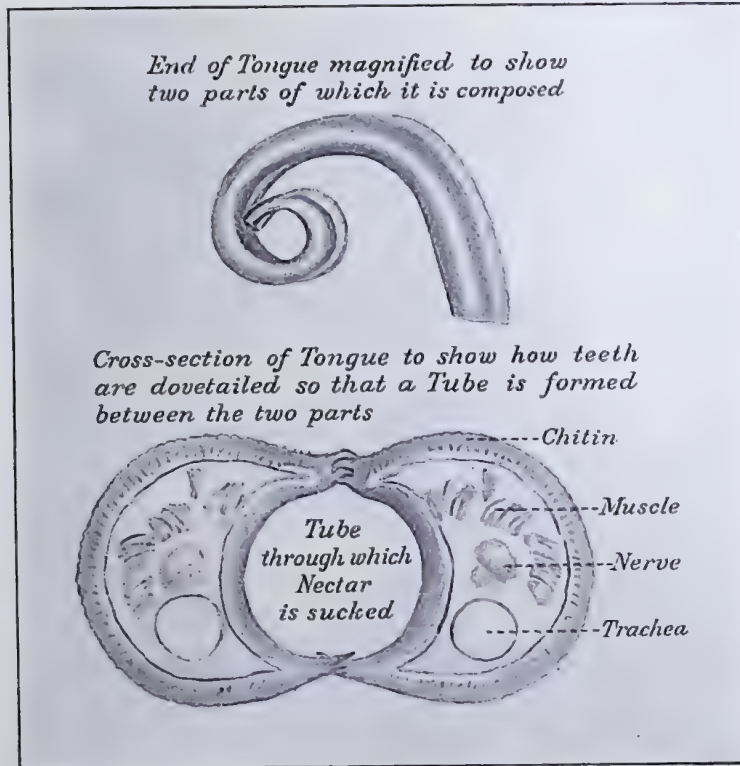 End of Tongue magnified to show
two parts of which it is composed
Cross-section of Tongue to show how teeth
are dovetailed so that a Tube is formed
between the two parts
Chitin
Muscle
Nerve
Trachea
Tube
through which
Nectar
is sucked